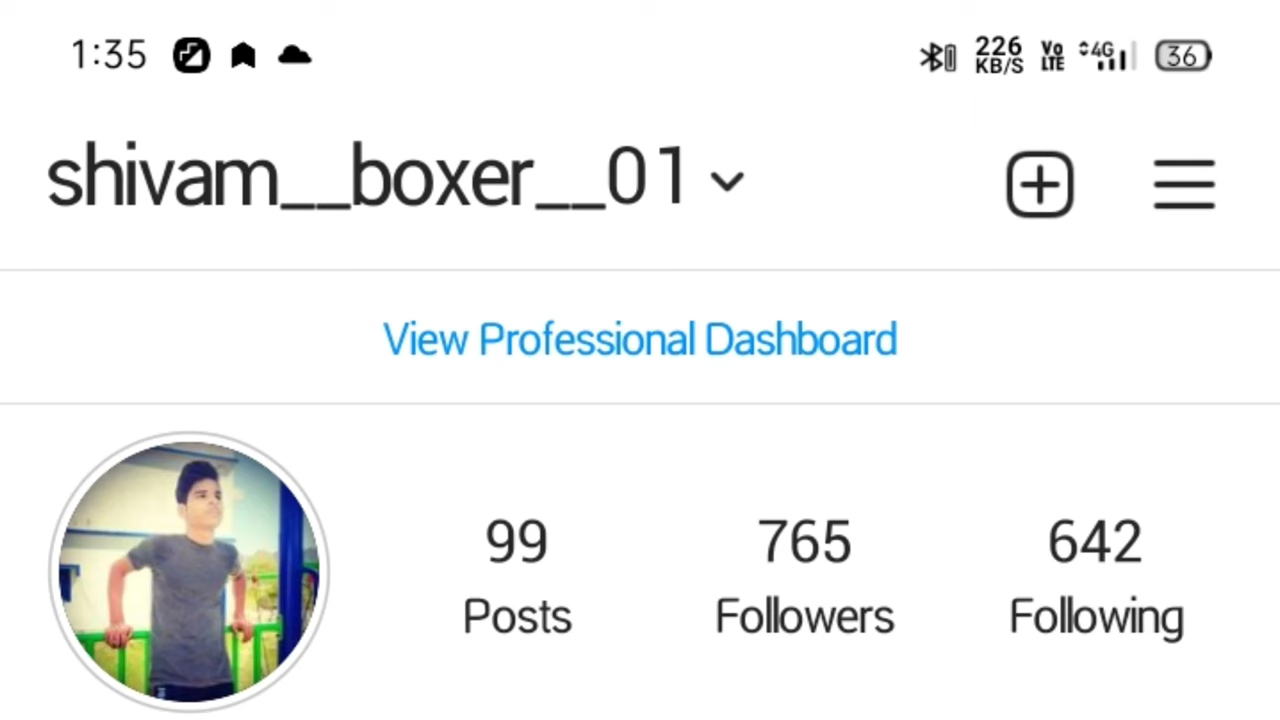 1:35 226 KB/S Vo LTE 4G 36
shivam__boxer__01
View Professional Dashboard
99 765 642
Posts Followers Following